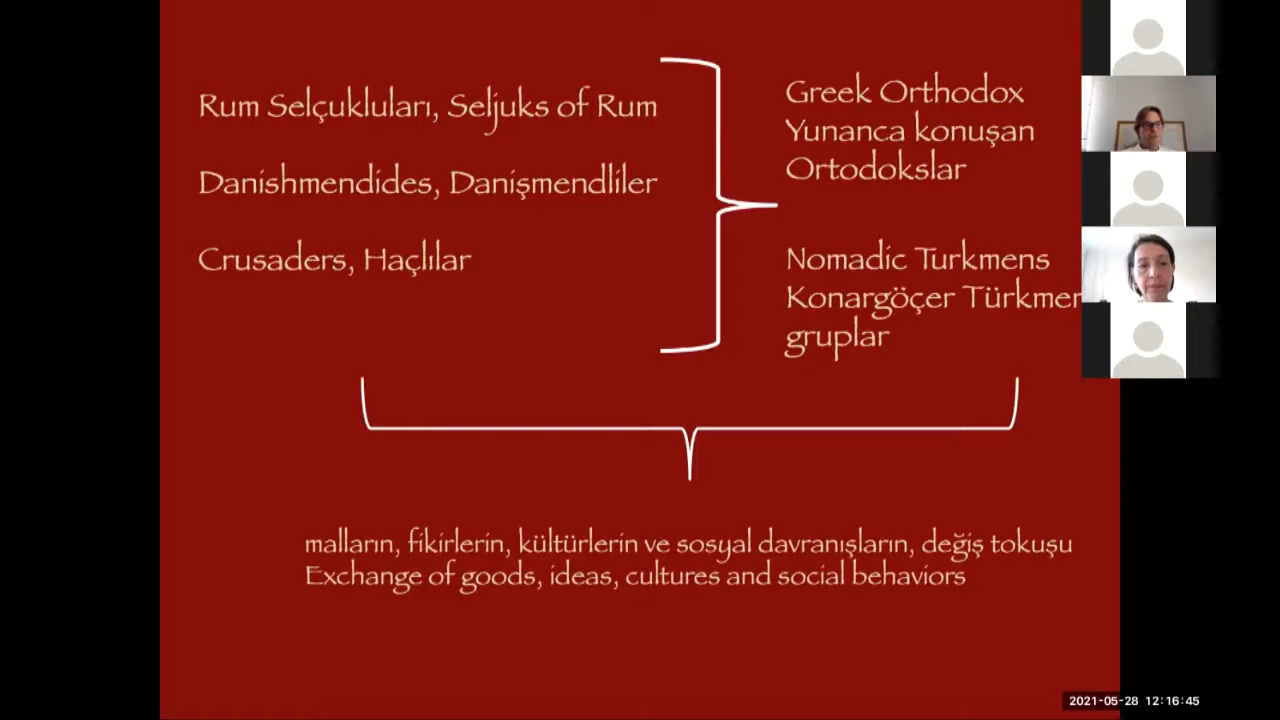 Rum Selçukluları, Seljuks of Rum
Danishmendides, Danişmendliler
Crusaders, Haçlılar
Greek Orthodox
Yunanca konuşan
Ortodokslar
Nomadic Turkmens
Konargöçer Türkmen
gruplar
malların, fikirlerin, kültürlerin ve sosyal davranışların, değiş tokuşu
Exchange of goods, ideas, cultures and social behaviors
2021-05-28 12:16:45